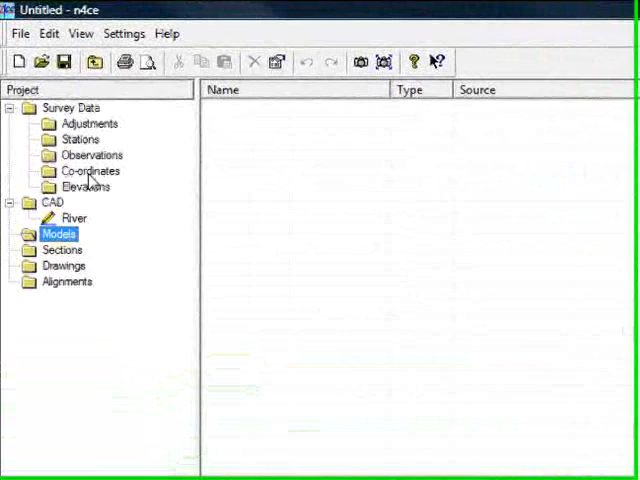 Untitled - n4ce
File Edit View Settings Help
Project Name Type Source
Survey Data
Adjustments
Stations
Observations
Co-ordinates
Elevations
CAD
River
Models
Sections
Drawings
Alignments